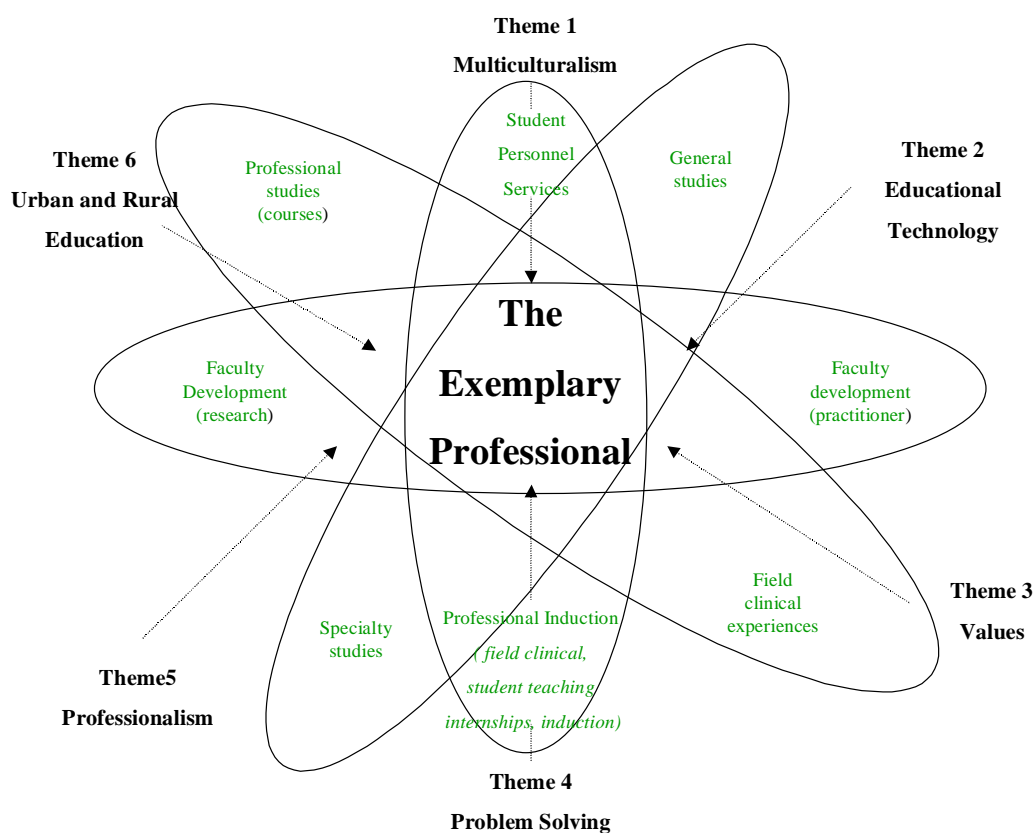 Theme 1
Multiculturalism
Student
Personnel
Services
General
studies
Theme 2
Educational
Technology
Theme 6
Urban and Rural
Education
Professional
studies
(courses)
The
Exemplary
Professional
Faculty
Development
(research)
Faculty
development
(practitioner)
Field
clinical
experiences
Theme 3
Values
Specialty
studies
Professional Induction
( field clinical,
student teaching
internships, induction)
Theme5
Professionalism
Theme 4
Problem Solving